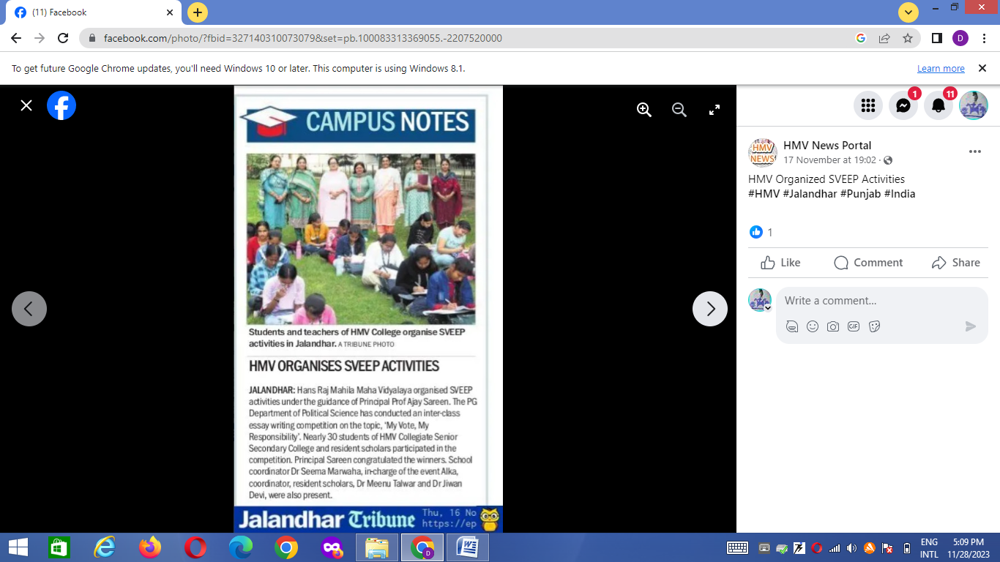 (11) Facebook
facebook.com/photo/?fbid=327140310073079&set=pb.100083313369055.-2207520000
D
To get future Google Chrome updates, you'll need Windows 10 or later. This computer is using Windows 8.1.
Learn more
CAMPUS NOTES
Students and teachers of HMV College organise SVEEP
activities in Jalandhar. A TRIBUNE PHOTO
HMV ORGANISES SVEEP ACTIVITIES
JALANDHAR: Hans Raj Mahila Maha Vidyalaya organised SVEEP
activities under the guidance of Principal Prof Ajay Sareen. The PG
Department of Political Science has conducted an inter-class
essay writing competition on the topic, ‘My Vote, My
Responsibility’. Nearly 30 students of HMV Collegiate Senior
Secondary College and resident scholars participated in the
competition. Principal Sareen congratulated the winners. School
coordinator Dr Seema Marwaha, in-charge of the event Alka,
coordinator, resident scholars, Dr Meenu Talwar and Dr Jiwan
Devi, were also present.
Jalandhar Tribune
Thu, 16 No
https://ep
1
11
HMV NEWS
HMV News Portal
17 November at 19:02
HMV Organized SVEEP Activities
#HMV #Jalandhar #Punjab #India
1
Like Comment Share
Write a comment...
GIF
D
ENG
INTL
5:09 PM
11/28/2023